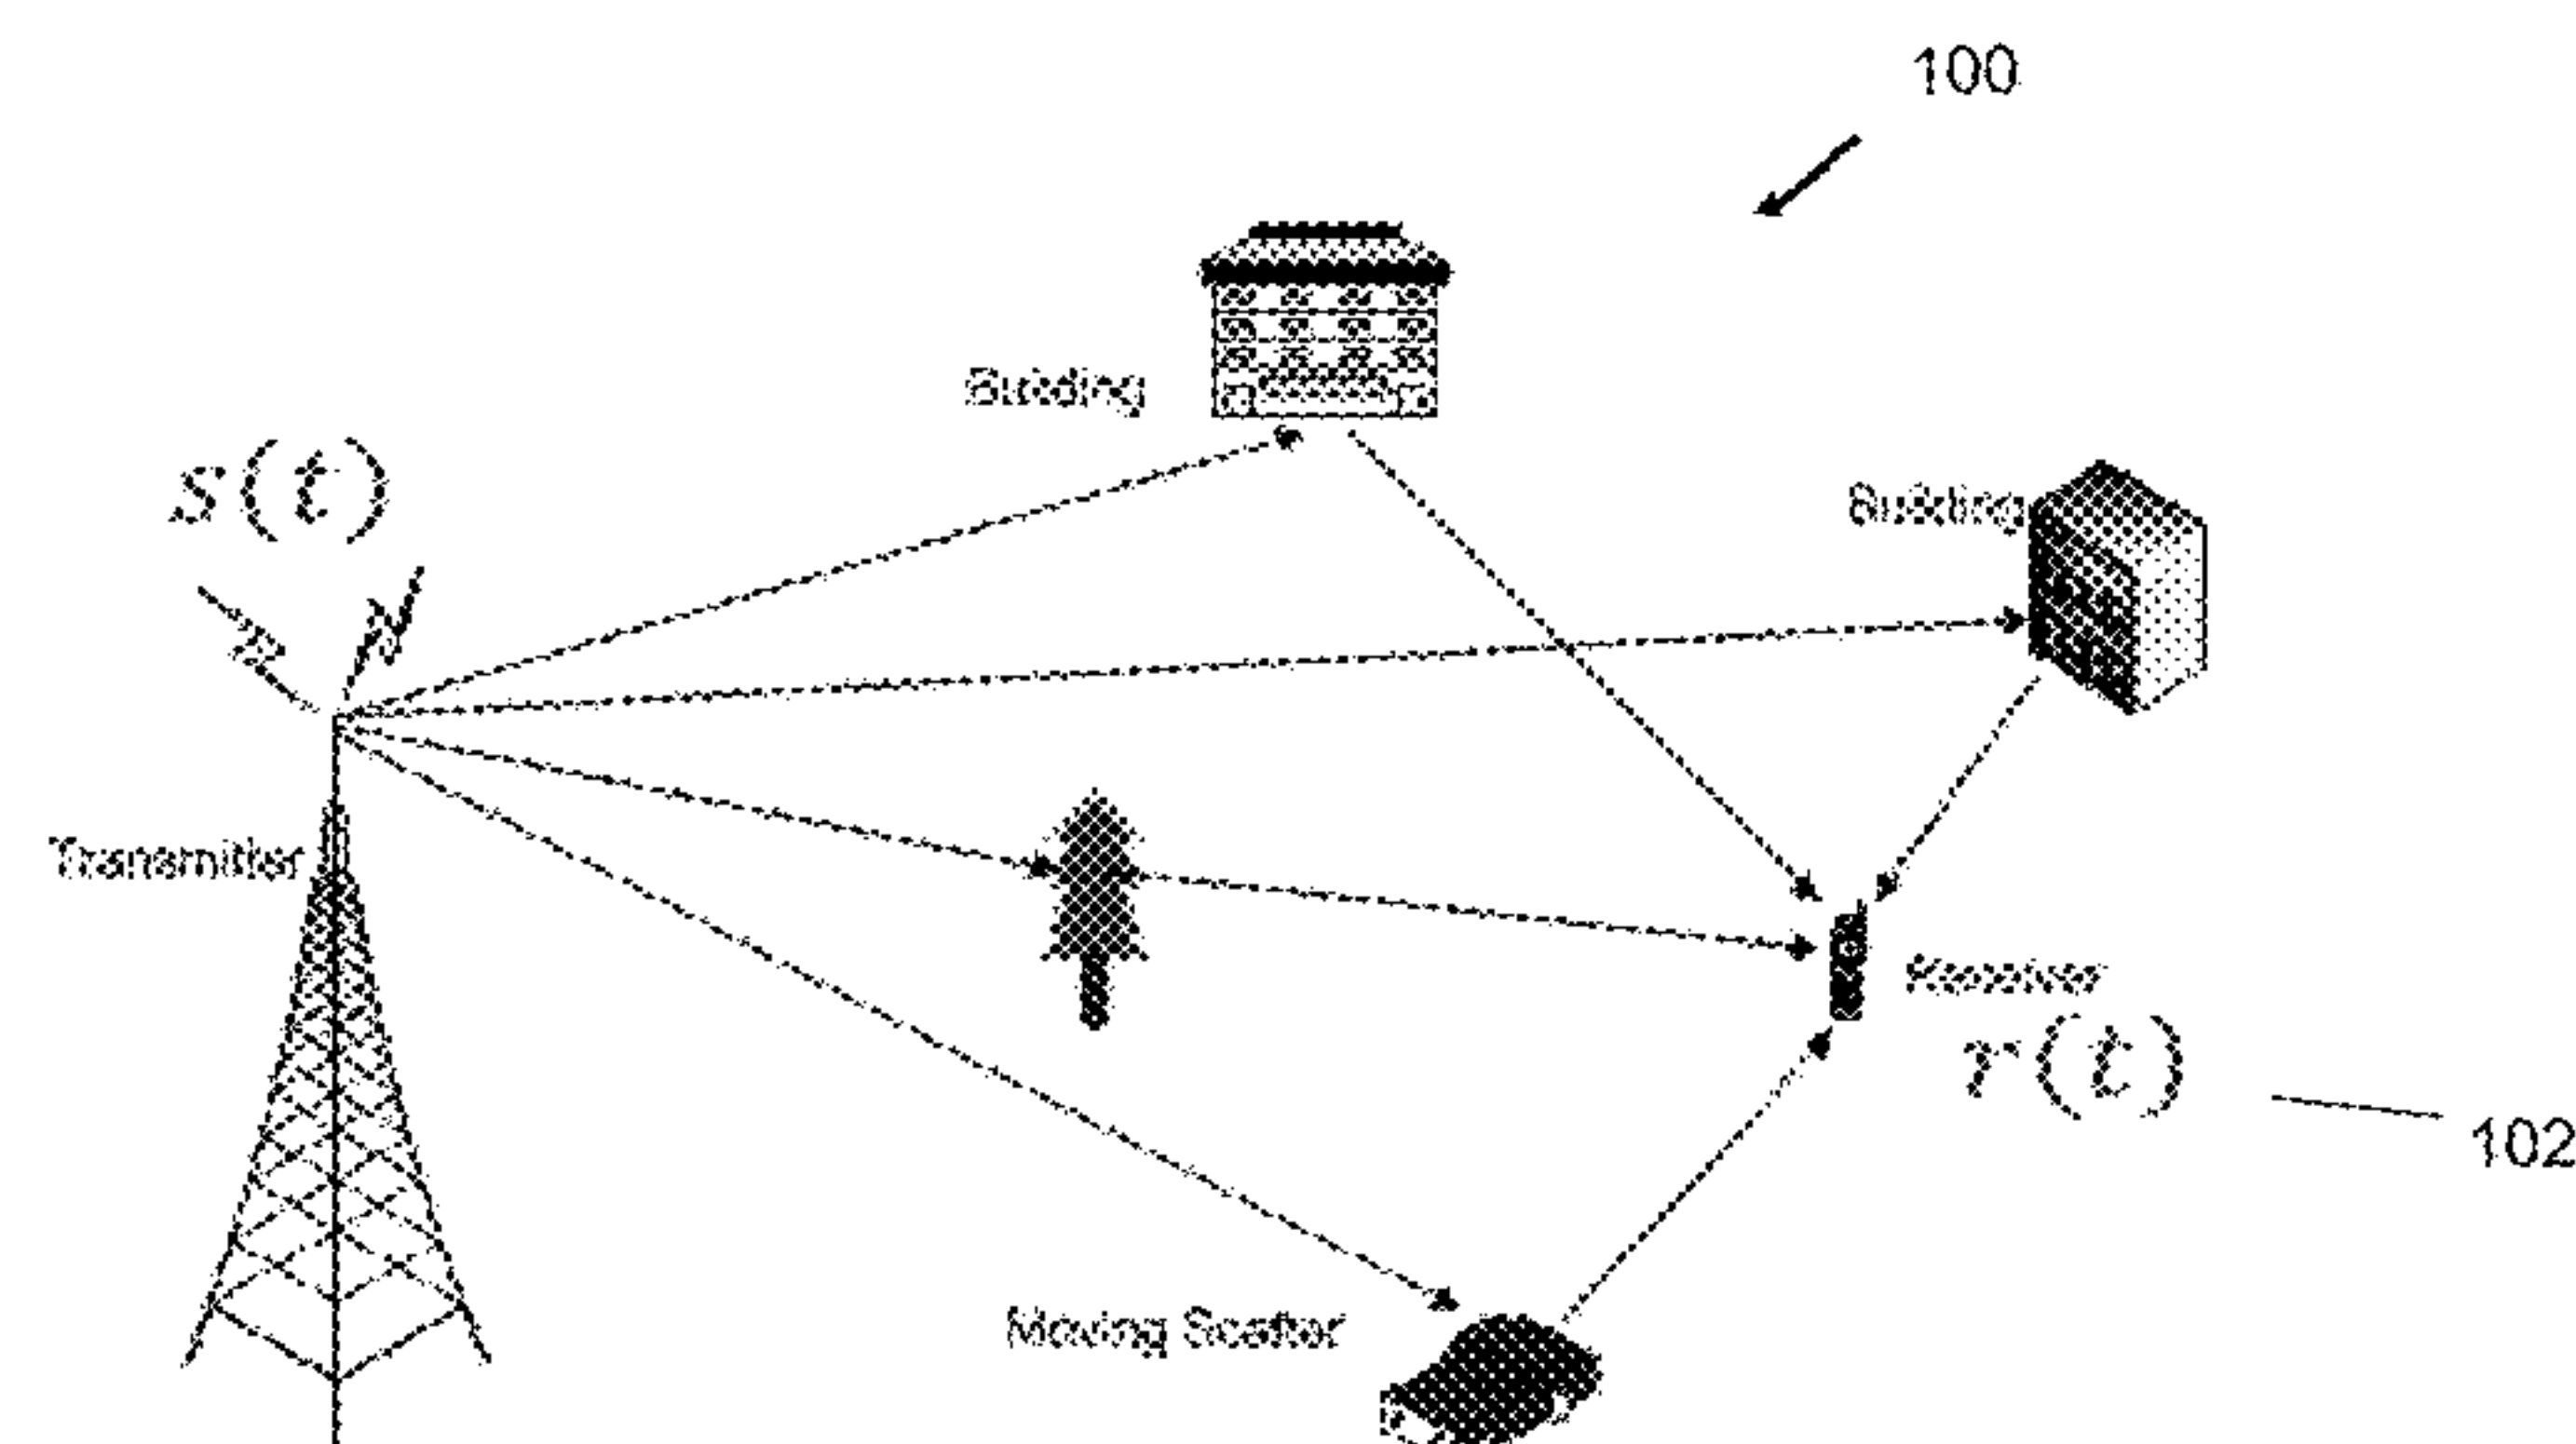 100
Building
s(t)
Building
Transmitter
Receiver
r(t)
102
Moving Scatter